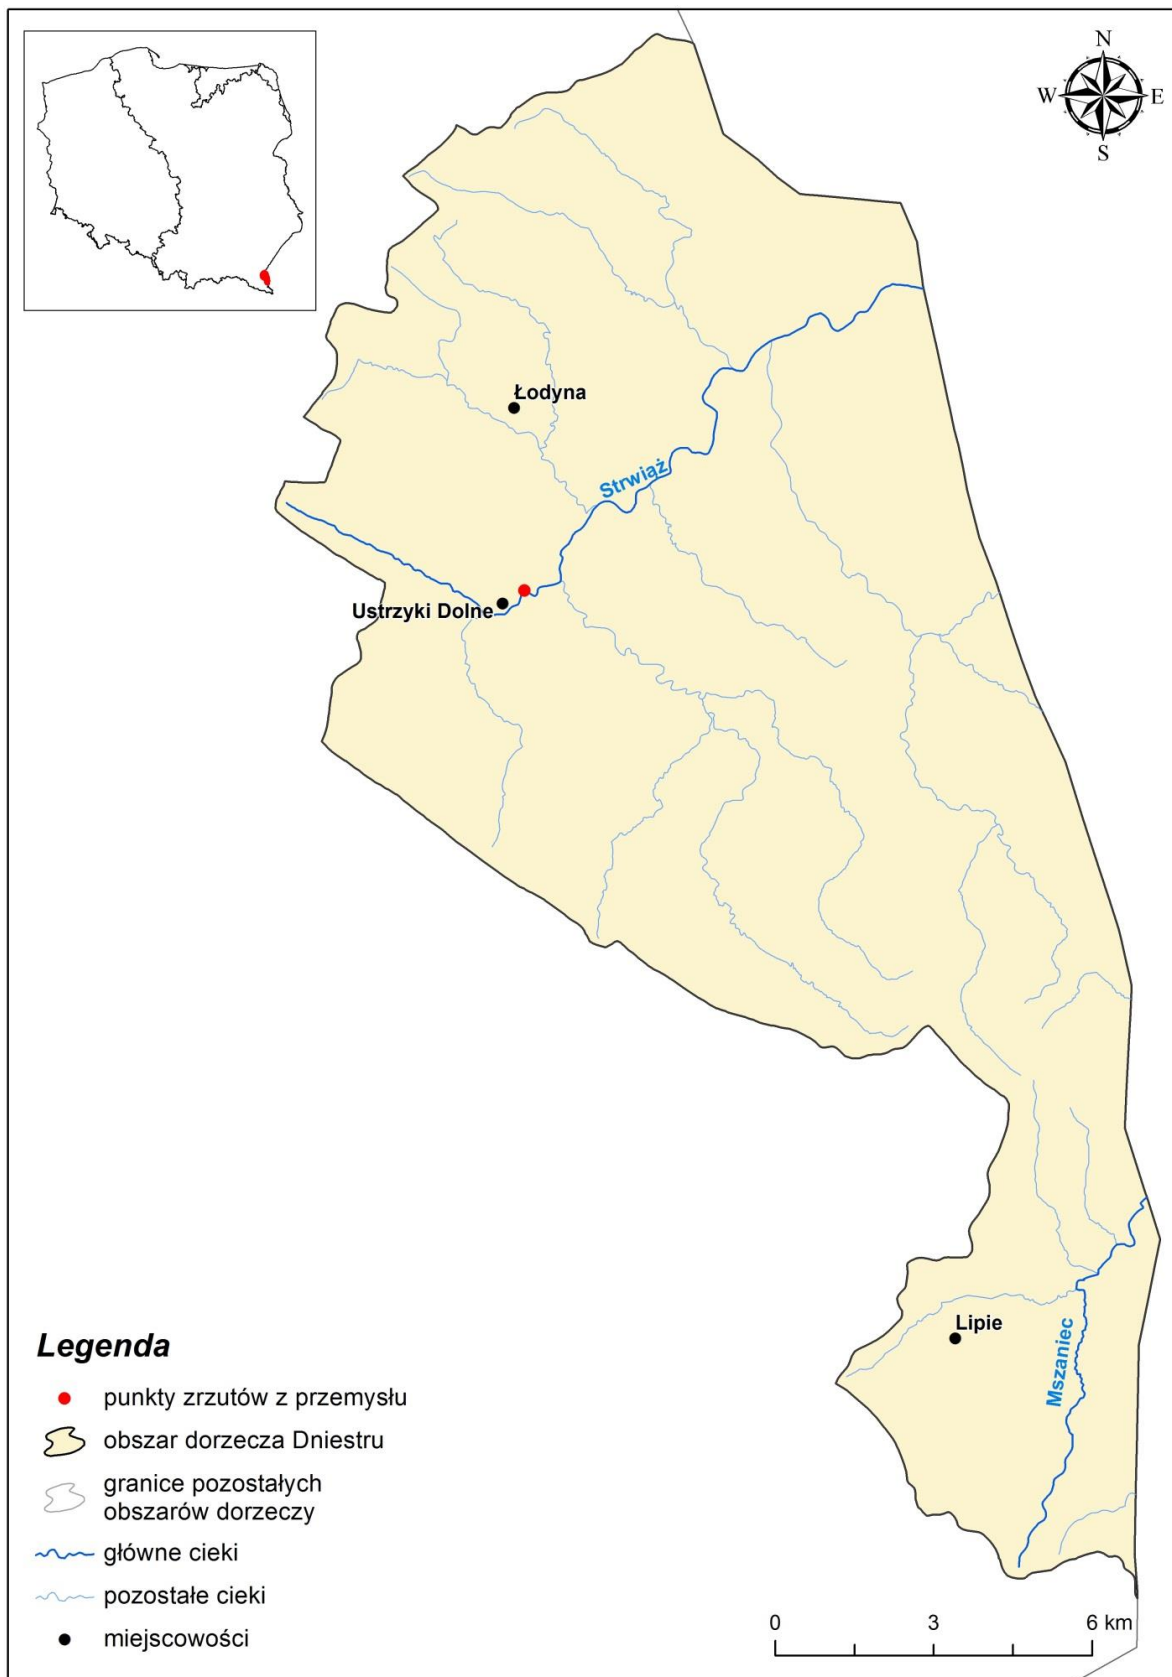 N
W E
S
Łodyna
Strwiąż
Ustrzyki Dolne
Lipie
Mszaniec
Legenda
punkty zrzutów z przemysłu
obszar dorzecza Dniestru
granice pozostałych
obszarów dorzeczy
główne cieki
pozostałe cieki
miejscowości
0 3 6 km